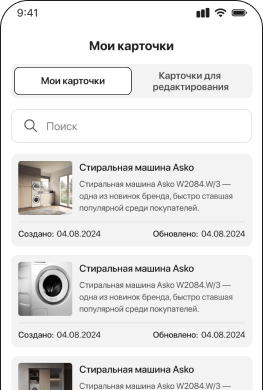 9:41
Мои карточки
Мои карточки
Карточки для
редактирования
Поиск
Стиральная машина Asko
Стиральная машина Asko W2084.W/3 —
одна из новинок бренда, быстро ставшая
популярной среди покупателей.
Создано: 04.08.2024 Обновлено: 04.08.2024
Стиральная машина Asko
Стиральная машина Asko W2084.W/3 —
одна из новинок бренда, быстро ставшая
популярной среди покупателей.
Создано: 04.08.2024 Обновлено: 04.08.2024
Стиральная машина Asko
Стиральная машина Asko W2084.W/3 —